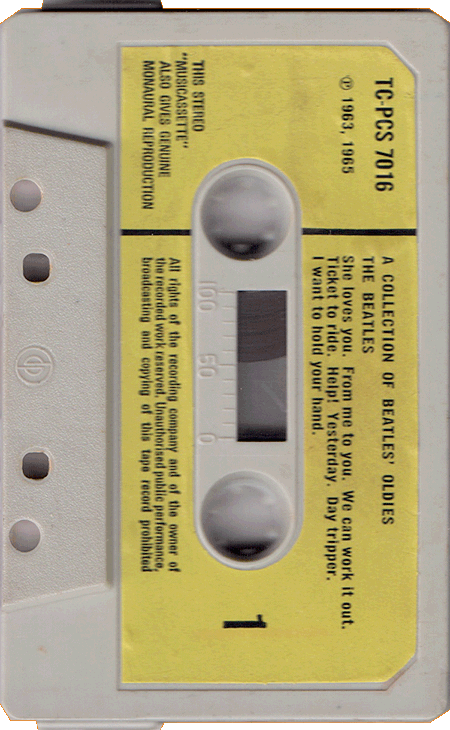 TC-PCS 7016
℗ 1963, 1965
THIS STEREO
"MUSICASSETTE"
ALSO GIVES GENUINE
MONAURAL REPRODUCTION
A COLLECTION OF BEATLES' OLDIES
THE BEATLES
She loves you. From me to you. We can work it out.
Ticket to ride. Help! Yesterday. Day tripper.
I want to hold your hand.
100 50 0
All rights of the recording company and of the owner of
the recorded work reserved. Unauthorised public performance,
broadcasting and copying of this tape record prohibited
1